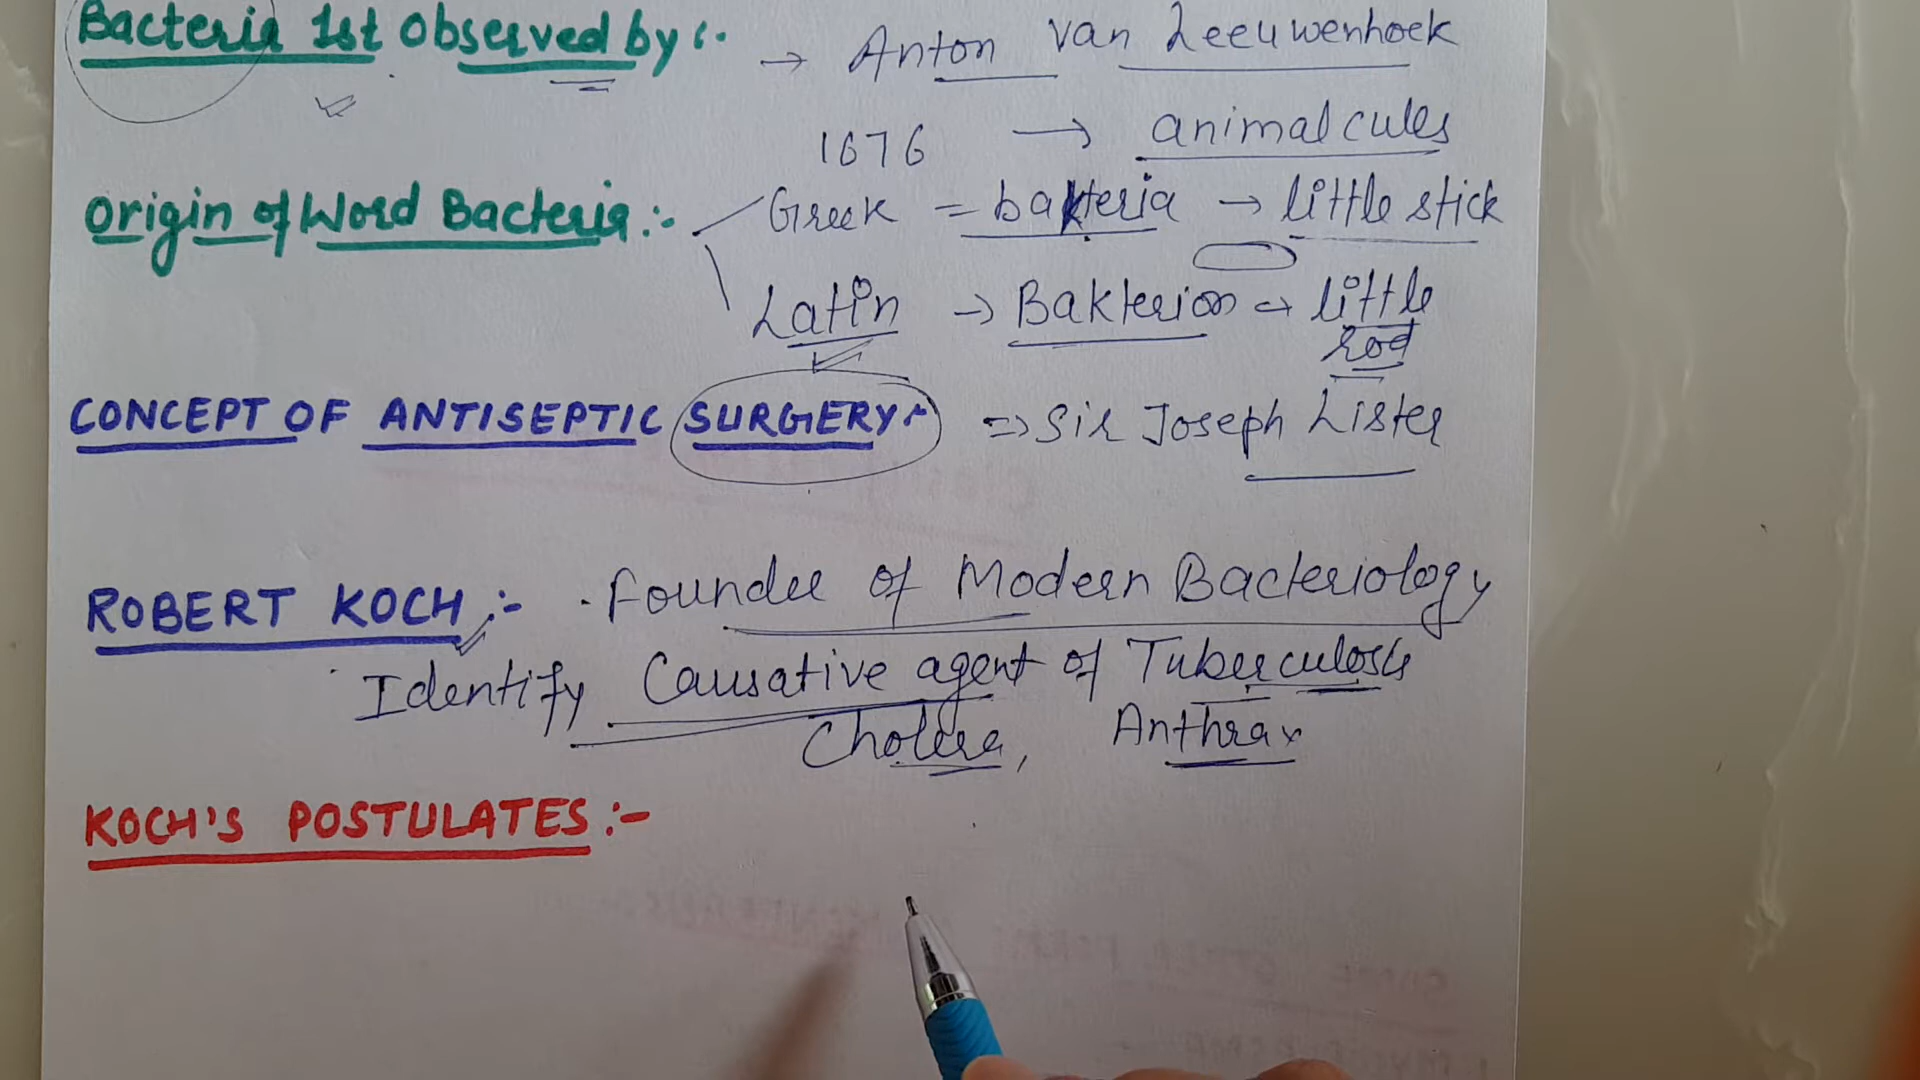 Bacteria 1st Observed by :- → Anton van Leeuwenhoek
1676 → animalcules
Origin of Word Bacteria :- Greek = bakteria → little stick
Latin → Bakterion → little
rod
CONCEPT OF ANTISEPTIC SURGERY :- => Sir Joseph Lister
ROBERT KOCH :- . Founder of Modern Bacteriology
Identify Causative agent of Tuberculosis
Cholera, Anthrax
KOCH'S POSTULATES :-